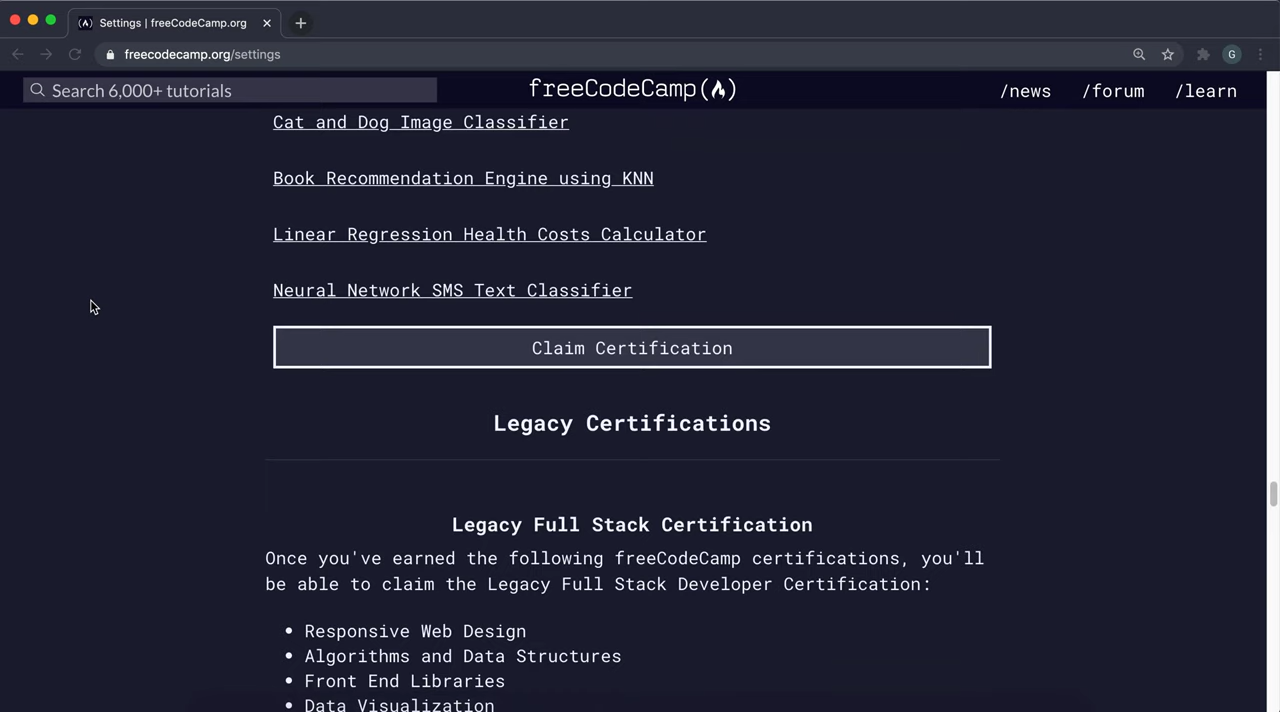 Settings | freeCodeCamp.org
freecodecamp.org/settings
G
Search 6,000+ tutorials
freeCodeCamp
/news
/forum
/learn
Cat and Dog Image Classifier
Book Recommendation Engine using KNN
Linear Regression Health Costs Calculator
Neural Network SMS Text Classifier
Claim Certification
Legacy Certifications
Legacy Full Stack Certification
Once you've earned the following freeCodeCamp certifications, you'll
be able to claim the Legacy Full Stack Developer Certification:
• Responsive Web Design
• Algorithms and Data Structures
• Front End Libraries
• Data Visualization